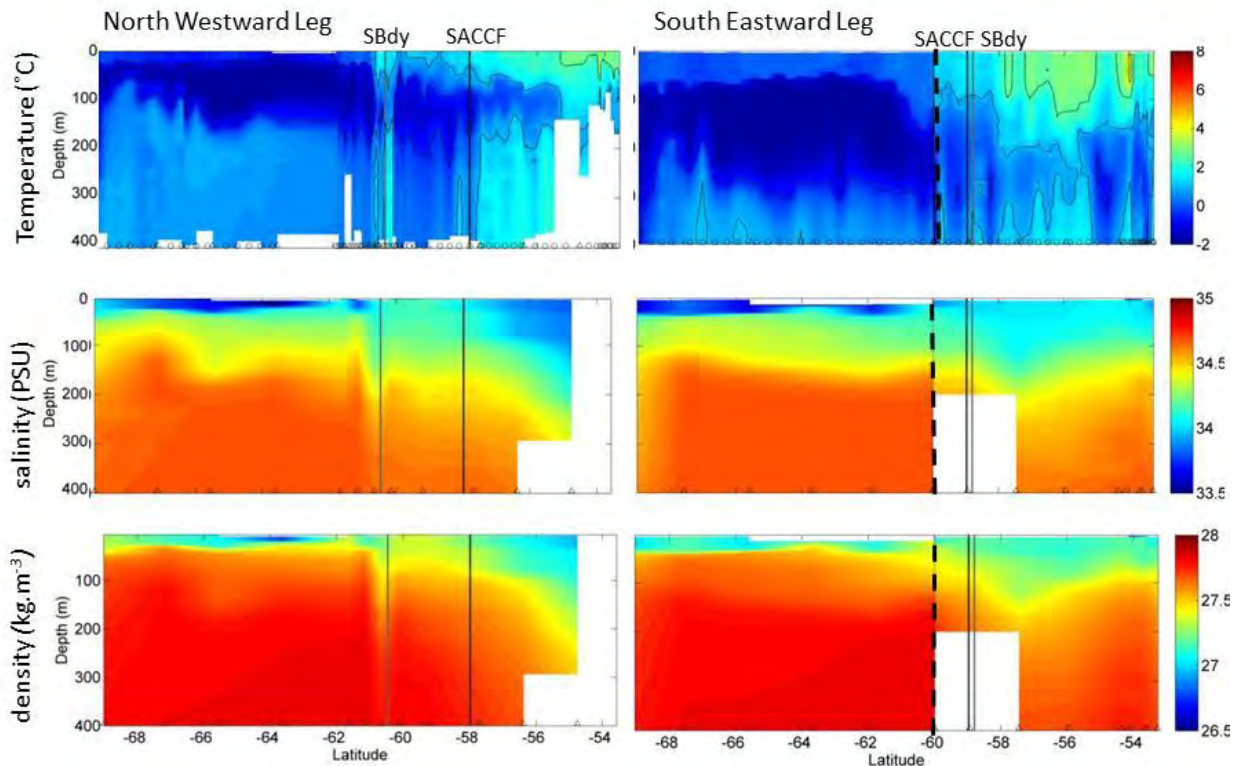 North Westward Leg
South Eastward Leg
SBdy SACCF
SACCF SBdy
Temperature (˚C)
Depth (m)
0
100
200
300
400
8
6
4
2
0
-2
salinity (PSU)
Depth (m)
0
100
200
300
400
35
34.5
34
33.5
density (kg.m-3)
Depth (m)
100
200
300
400
28
27.5
27
26.5
-68 -66 -64 -62 -60 -58 -56 -54
Latitude
-68 -66 -64 -62 -60 -58 -56 -54
Latitude